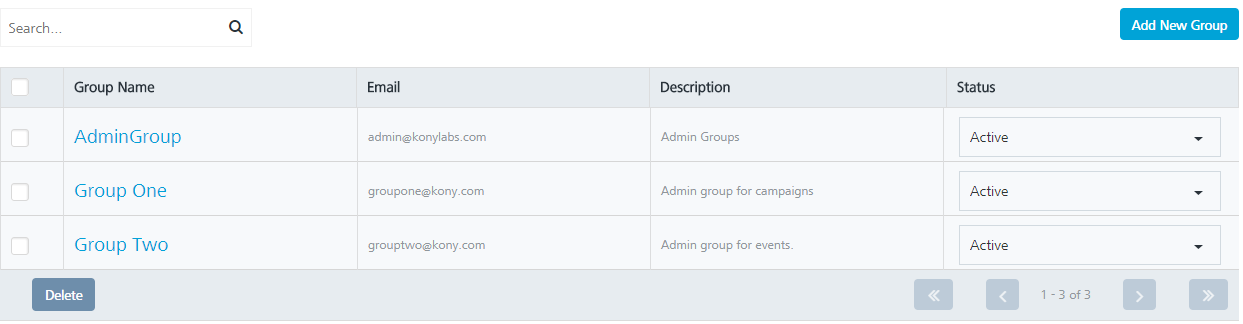 Search...
Add New Group
Group Name Email Description Status
AdminGroup admin@konylabs.com Admin Groups Active
Group One groupone@kony.com Admin group for campaigns Active
Group Two grouptwo@kony.com Admin group for events. Active
Delete 1 - 3 of 3